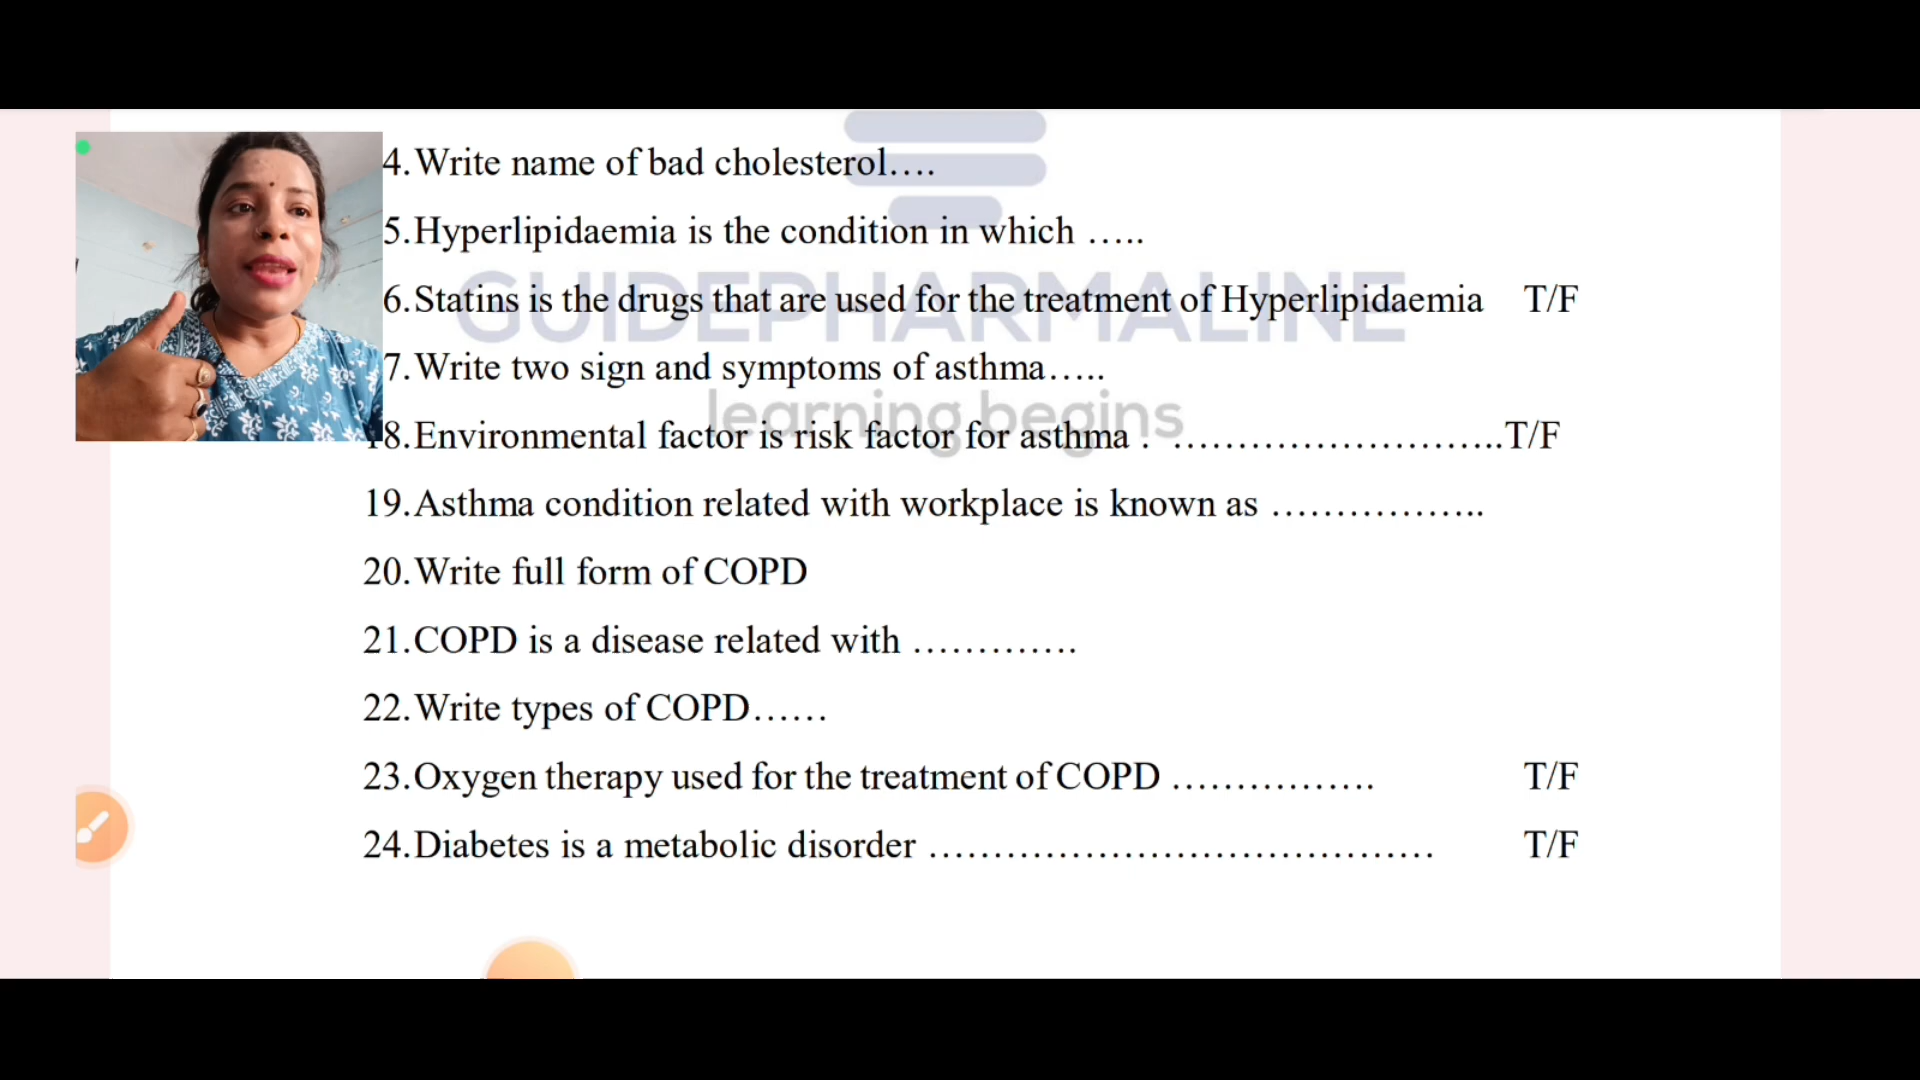 4. Write name of bad cholesterol….
5. Hyperlipidaemia is the condition in which …..
GUIDEPHARMALINE
6. Statins is the drugs that are used for the treatment of Hyperlipidaemia T/F
7. Write two sign and symptoms of asthma…..
learning begins
18. Environmental factor is risk factor for asthma . ……………………..T/F
19. Asthma condition related with workplace is known as ……………..
20. Write full form of COPD
21. COPD is a disease related with ………….
22. Write types of COPD……
23. Oxygen therapy used for the treatment of COPD ……………. T/F
24. Diabetes is a metabolic disorder ………………………………… T/F